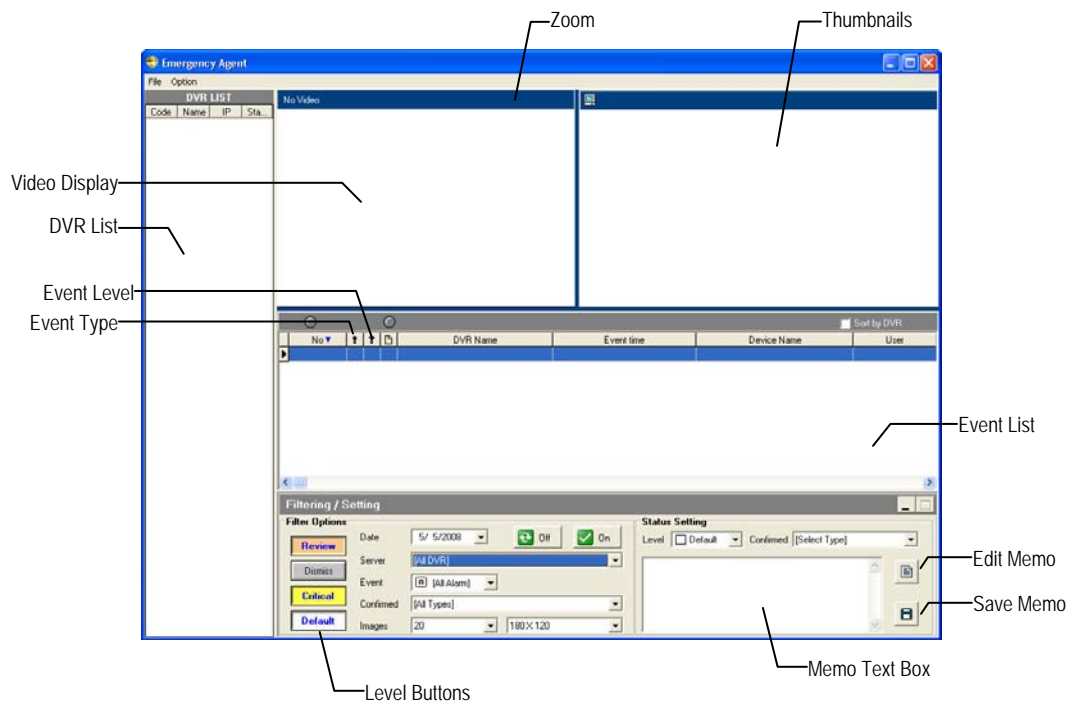 Zoom
Thumbnails
Emergency Agent
File Option
DVR LIST
Code Name IP Sta...
No Video
Video Display
DVR List
Event Level
Event Type
Sort by DVR
No DVR Name Event time Device Name User
Event List
Filtering / Setting
Filter Options
Review
Dismiss
Critical
Default
Date 5/ 5/2008 Off On
Server [All DVR]
Event [All Alarm]
Confirmed [All Types]
Images 20 180X120
Status Setting
Level Default Confirmed [Select Type]
Edit Memo
Save Memo
Memo Text Box
Level Buttons